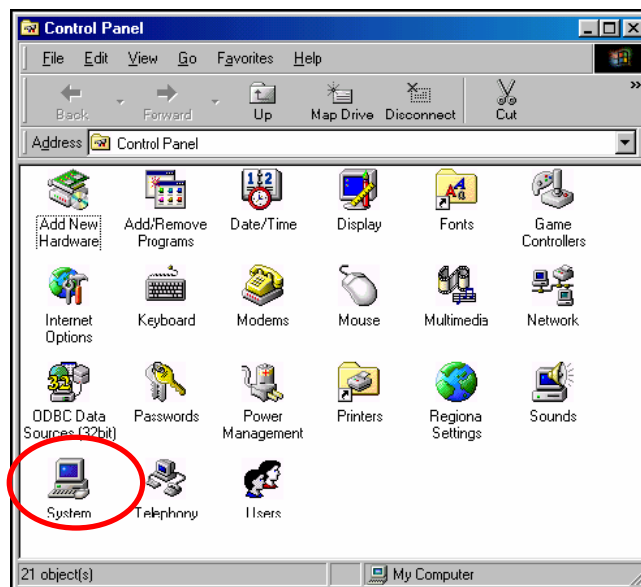 Control Panel
File Edit View Go Favorites Help
Back Forward Up Map Drive Disconnect Cut »
Address Control Panel
Add New Hardware
Add/Remove Programs
Date/Time
Display
Fonts
Game Controllers
Internet Options
Keyboard
Modems
Mouse
Multimedia
Network
ODBC Data Sources (32bit)
Passwords
Power Management
Printers
Regiona Settings
Sounds
System
Telephony
Users
21 object(s)
My Computer